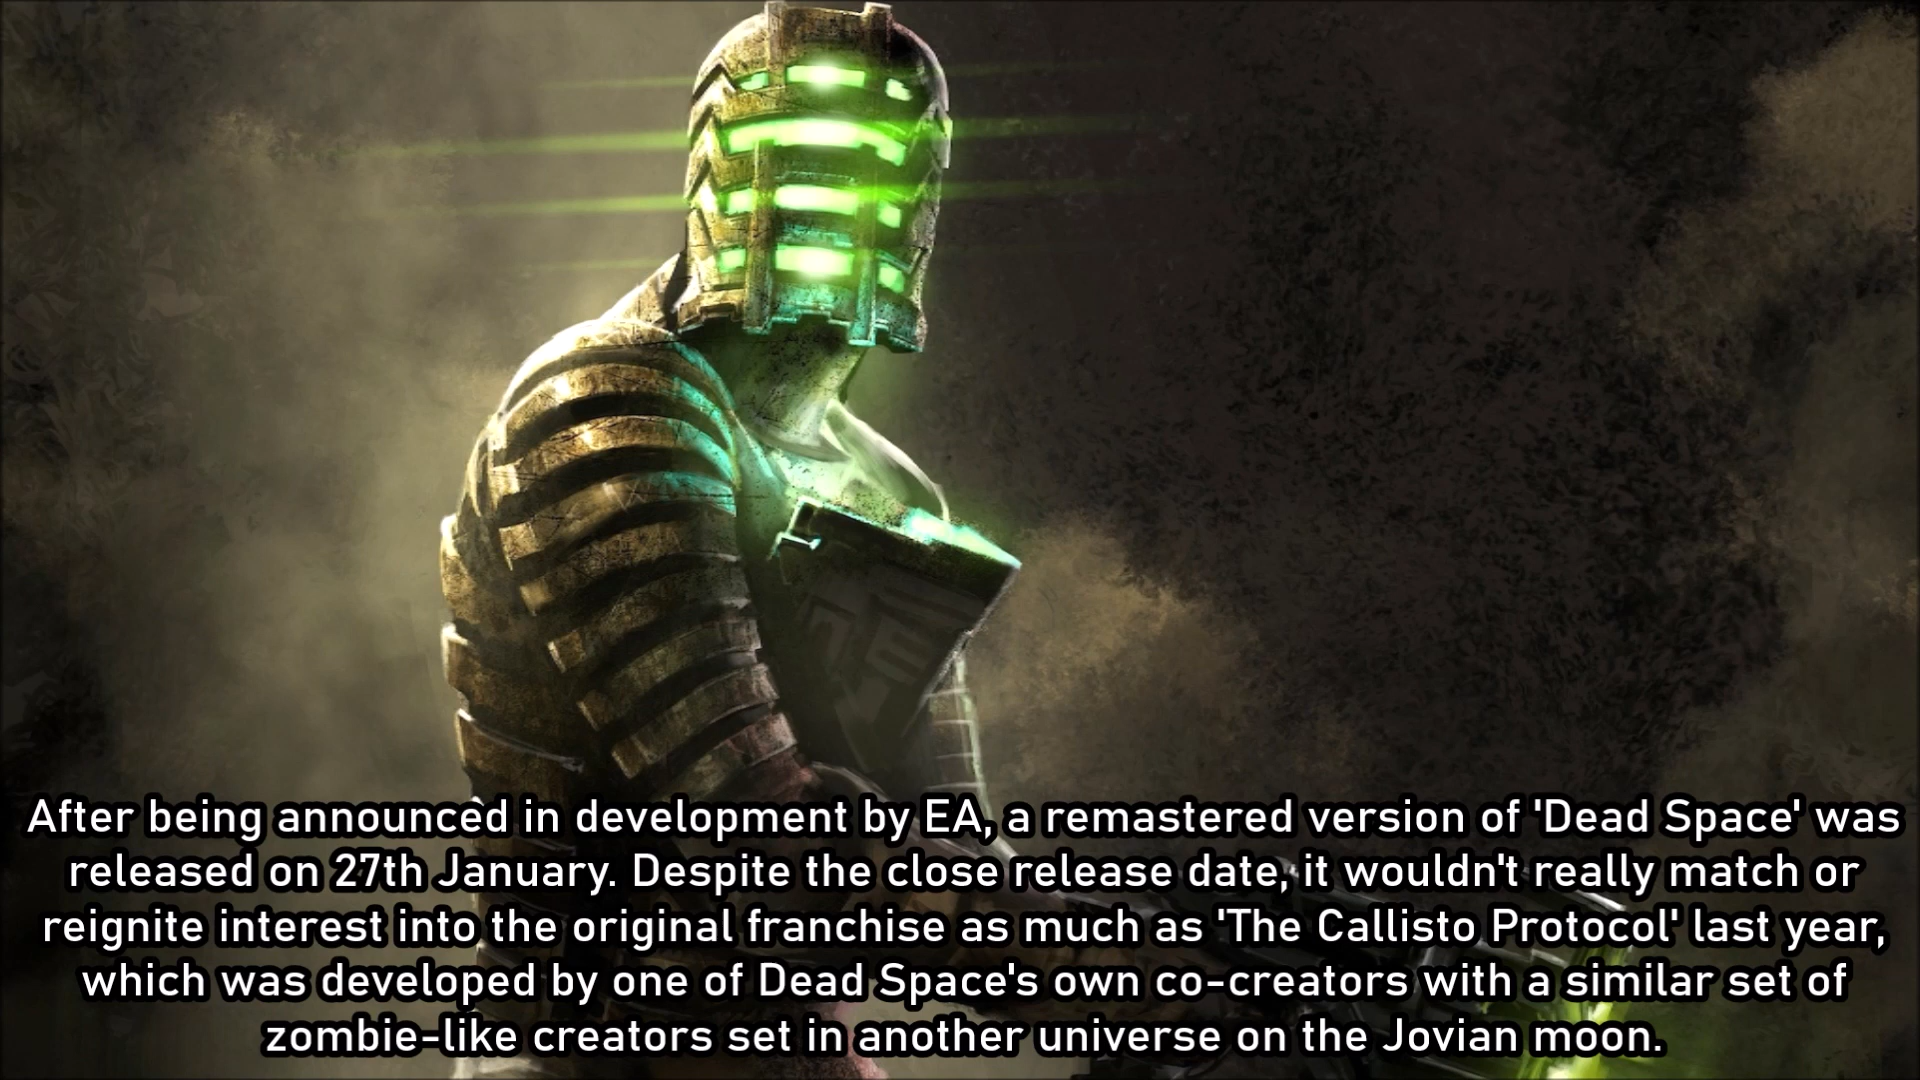 After being announced in development by EA, a remastered version of 'Dead Space' was
released on 27th January. Despite the close release date, it wouldn't really match or
reignite interest into the original franchise as much as 'The Callisto Protocol' last year,
which was developed by one of Dead Space's own co-creators with a similar set of
zombie-like creators set in another universe on the Jovian moon.